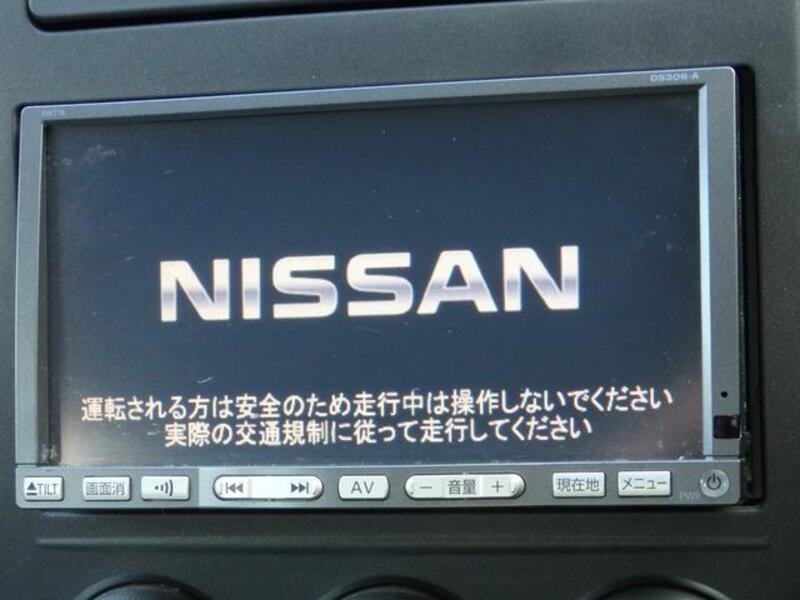 DS306-A
NISSAN
運転される方は安全のため走行中は操作しないでください
実際の交通規制に従って走行してください
▲TILT 画面消 AV － 音量 ＋ 現在地 メニュー
PWR